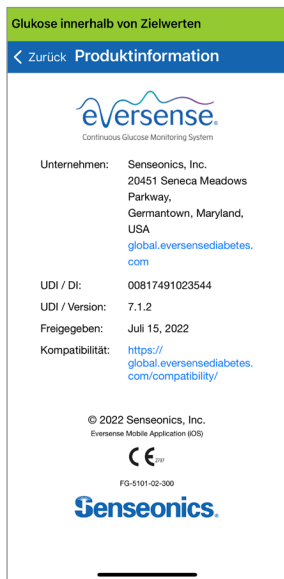 Glukose innerhalb von Zielwerten
Zurück Produktinformation
eversense.
Continuous Glucose Monitoring System
Unternehmen: Senseonics, Inc.
20451 Seneca Meadows
Parkway,
Germantown, Maryland,
USA
global.eversensediabetes.
com
UDI / DI: 00817491023544
UDI / Version: 7.1.2
Freigegeben: Juli 15, 2022
Kompatibilität: https://
global.eversensediabetes.
com/compatibility/
© 2022 Senseonics, Inc.
Eversense Mobile Application (iOS)
CE 2797
FG-5101-02-300
Senseonics.